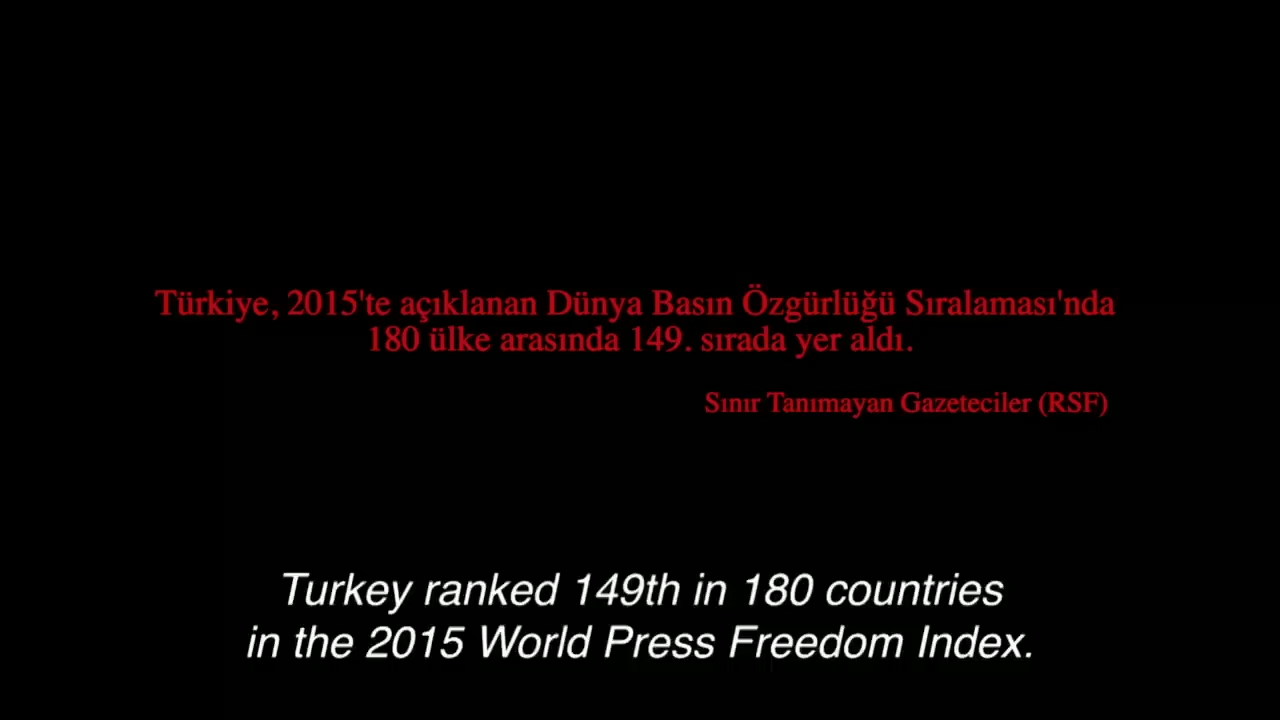 Türkiye, 2015'te açıklanan Dünya Basın Özgürlüğü Sıralaması'nda
180 ülke arasında 149. sırada yer aldı.
Sınır Tanımayan Gazeteciler (RSF)
Turkey ranked 149th in 180 countries
in the 2015 World Press Freedom Index.